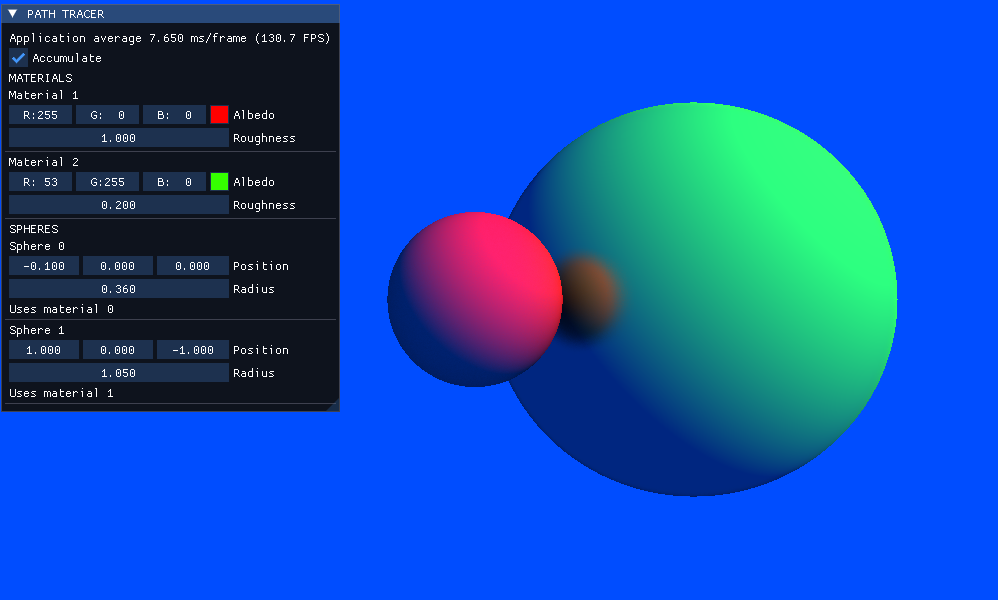 PATH TRACER
Application average 7.650 ms/frame (130.7 FPS)
Accumulate
MATERIALS
Material 1
R:255 G: 0 B: 0 Albedo
1.000 Roughness
Material 2
R: 53 G:255 B: 0 Albedo
0.200 Roughness
SPHERES
Sphere 0
-0.100 0.000 0.000 Position
0.360 Radius
Uses material 0
Sphere 1
1.000 0.000 -1.000 Position
1.050 Radius
Uses material 1